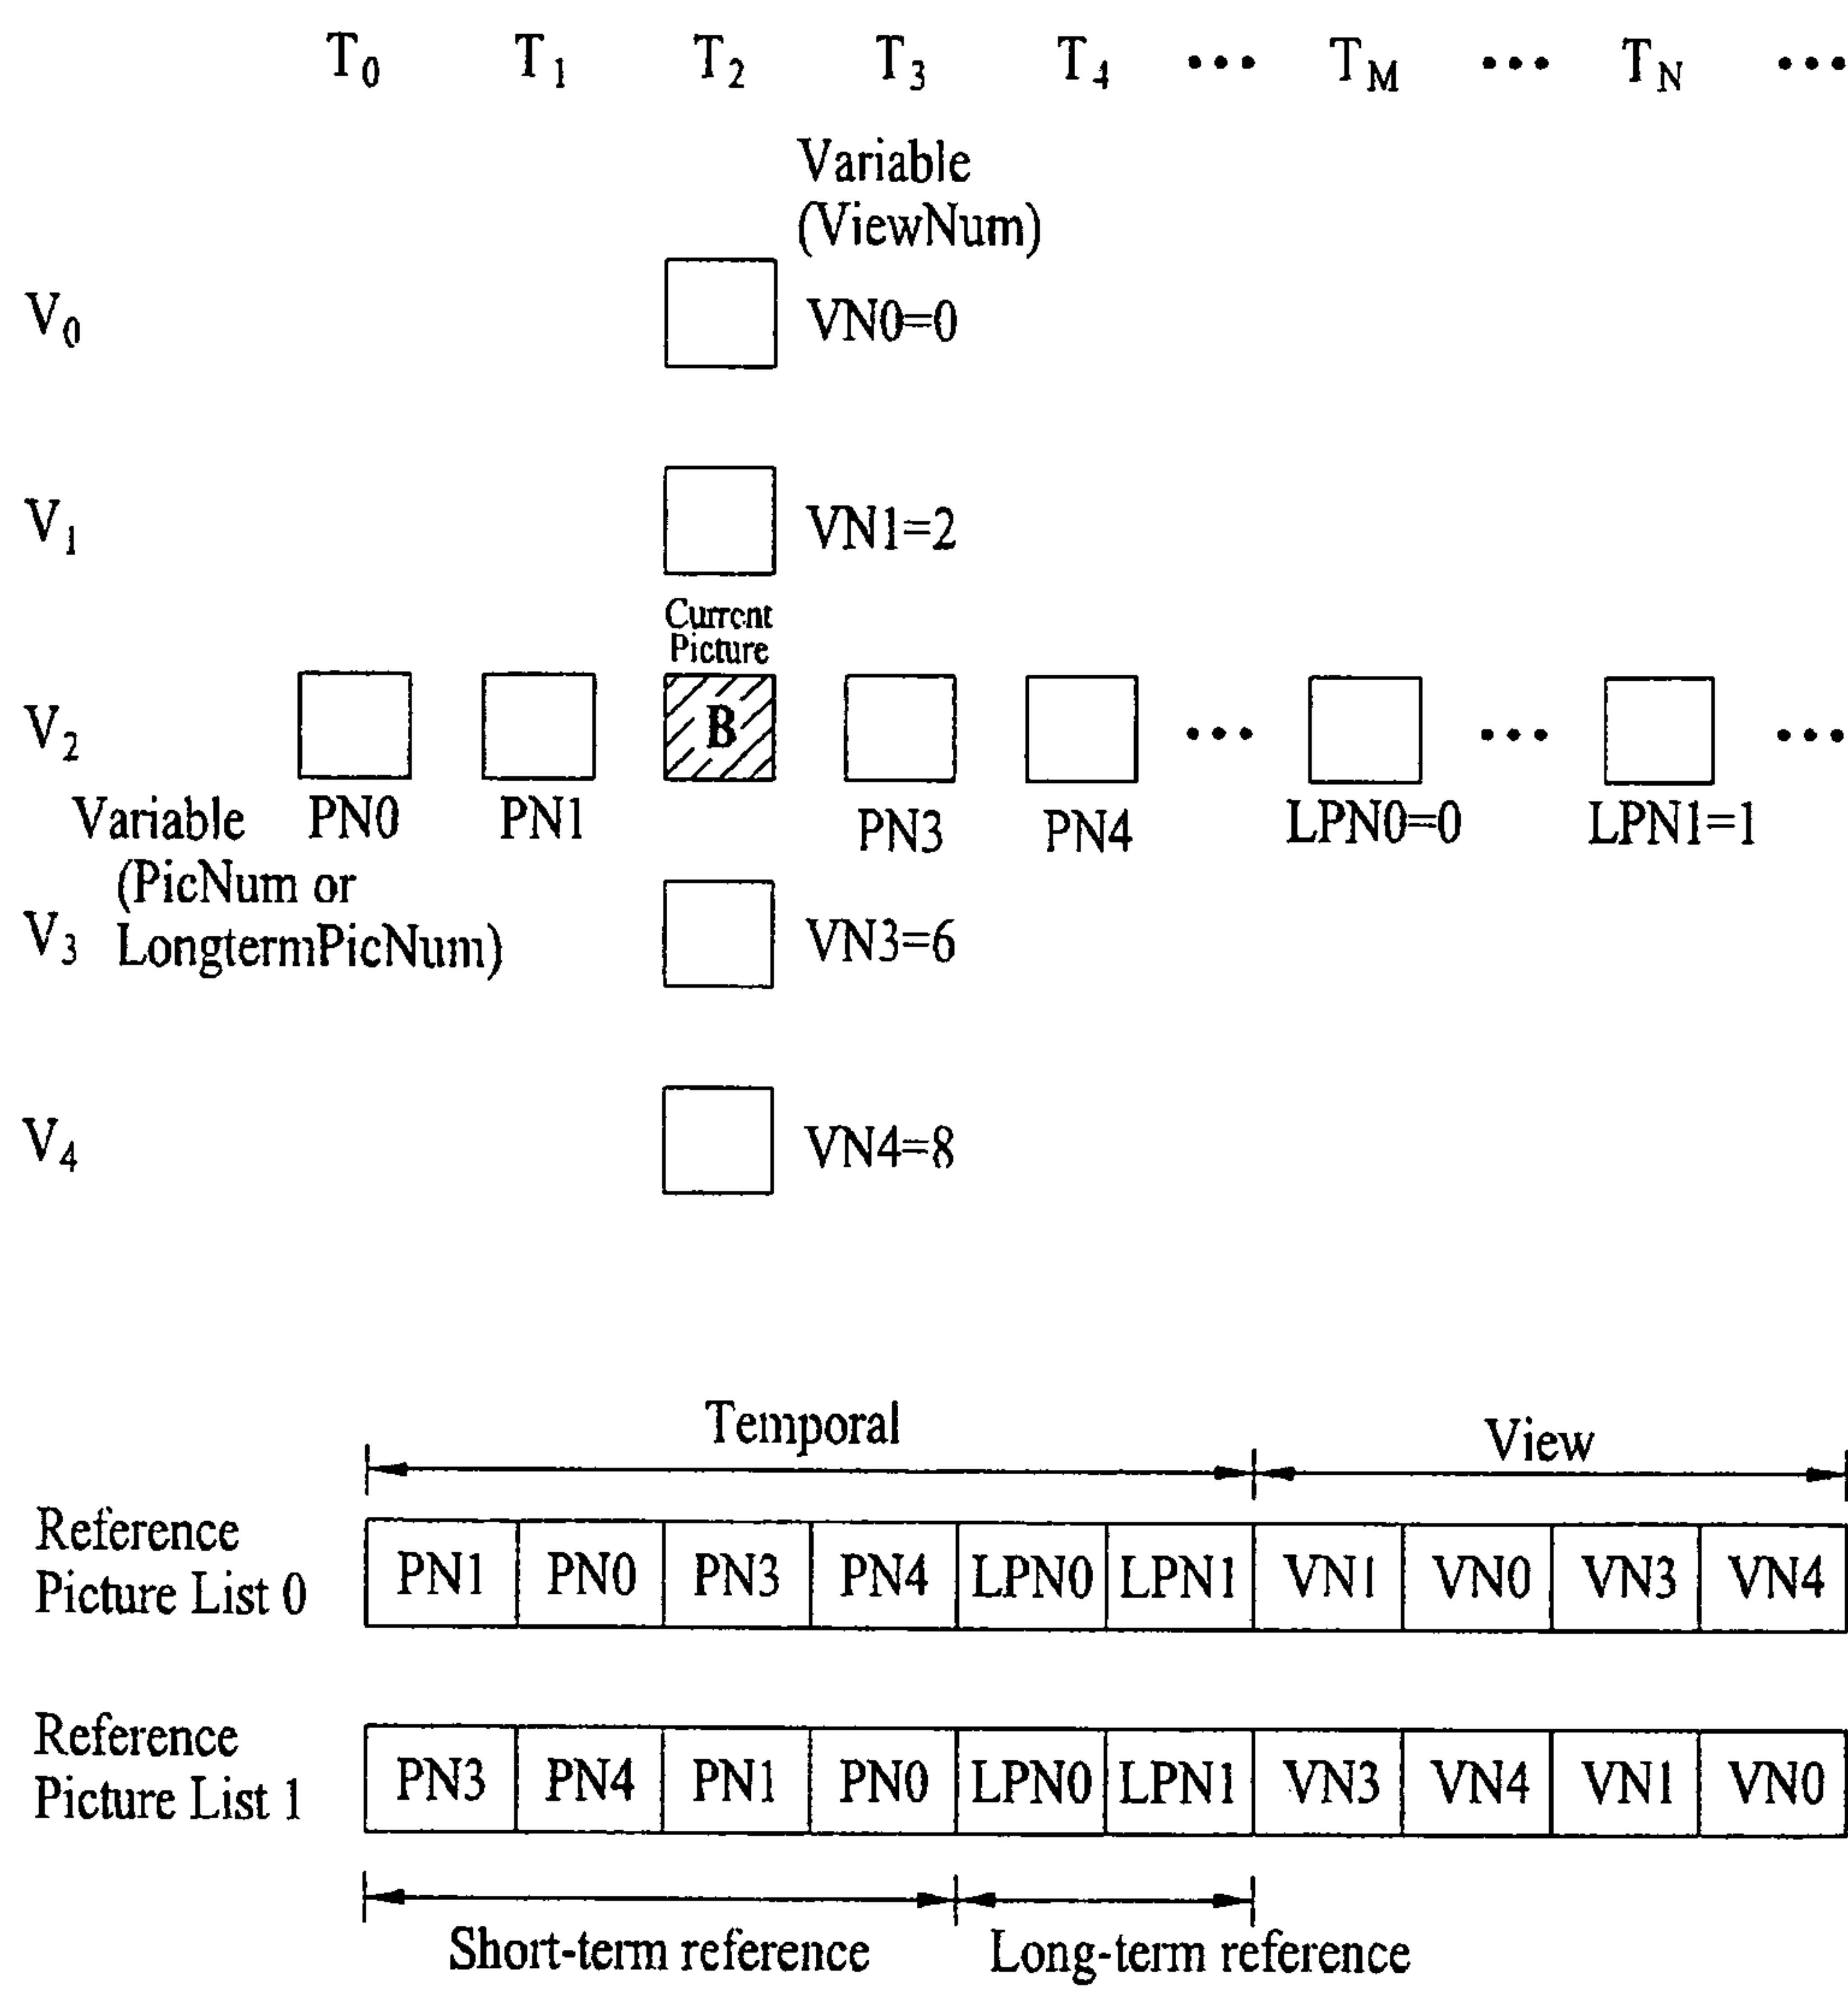 T0 T1 T2 T3 T4 ••• TM ••• TN •••
Variable
(ViewNum)
V0 VN0=0
V1 VN1=2
Current
Picture
V2 B ••• ••• •••
Variable PN0 PN1 PN3 PN4 LPN0=0 LPN1=1
(PicNum or
LongtermPicNum)
V3 VN3=6
V4 VN4=8
Temporal View
Reference
Picture List 0
PN1 PN0 PN3 PN4 LPN0 LPN1 VN1 VN0 VN3 VN4
Reference
Picture List 1
PN3 PN4 PN1 PN0 LPN0 LPN1 VN3 VN4 VN1 VN0
Short-term reference Long-term reference